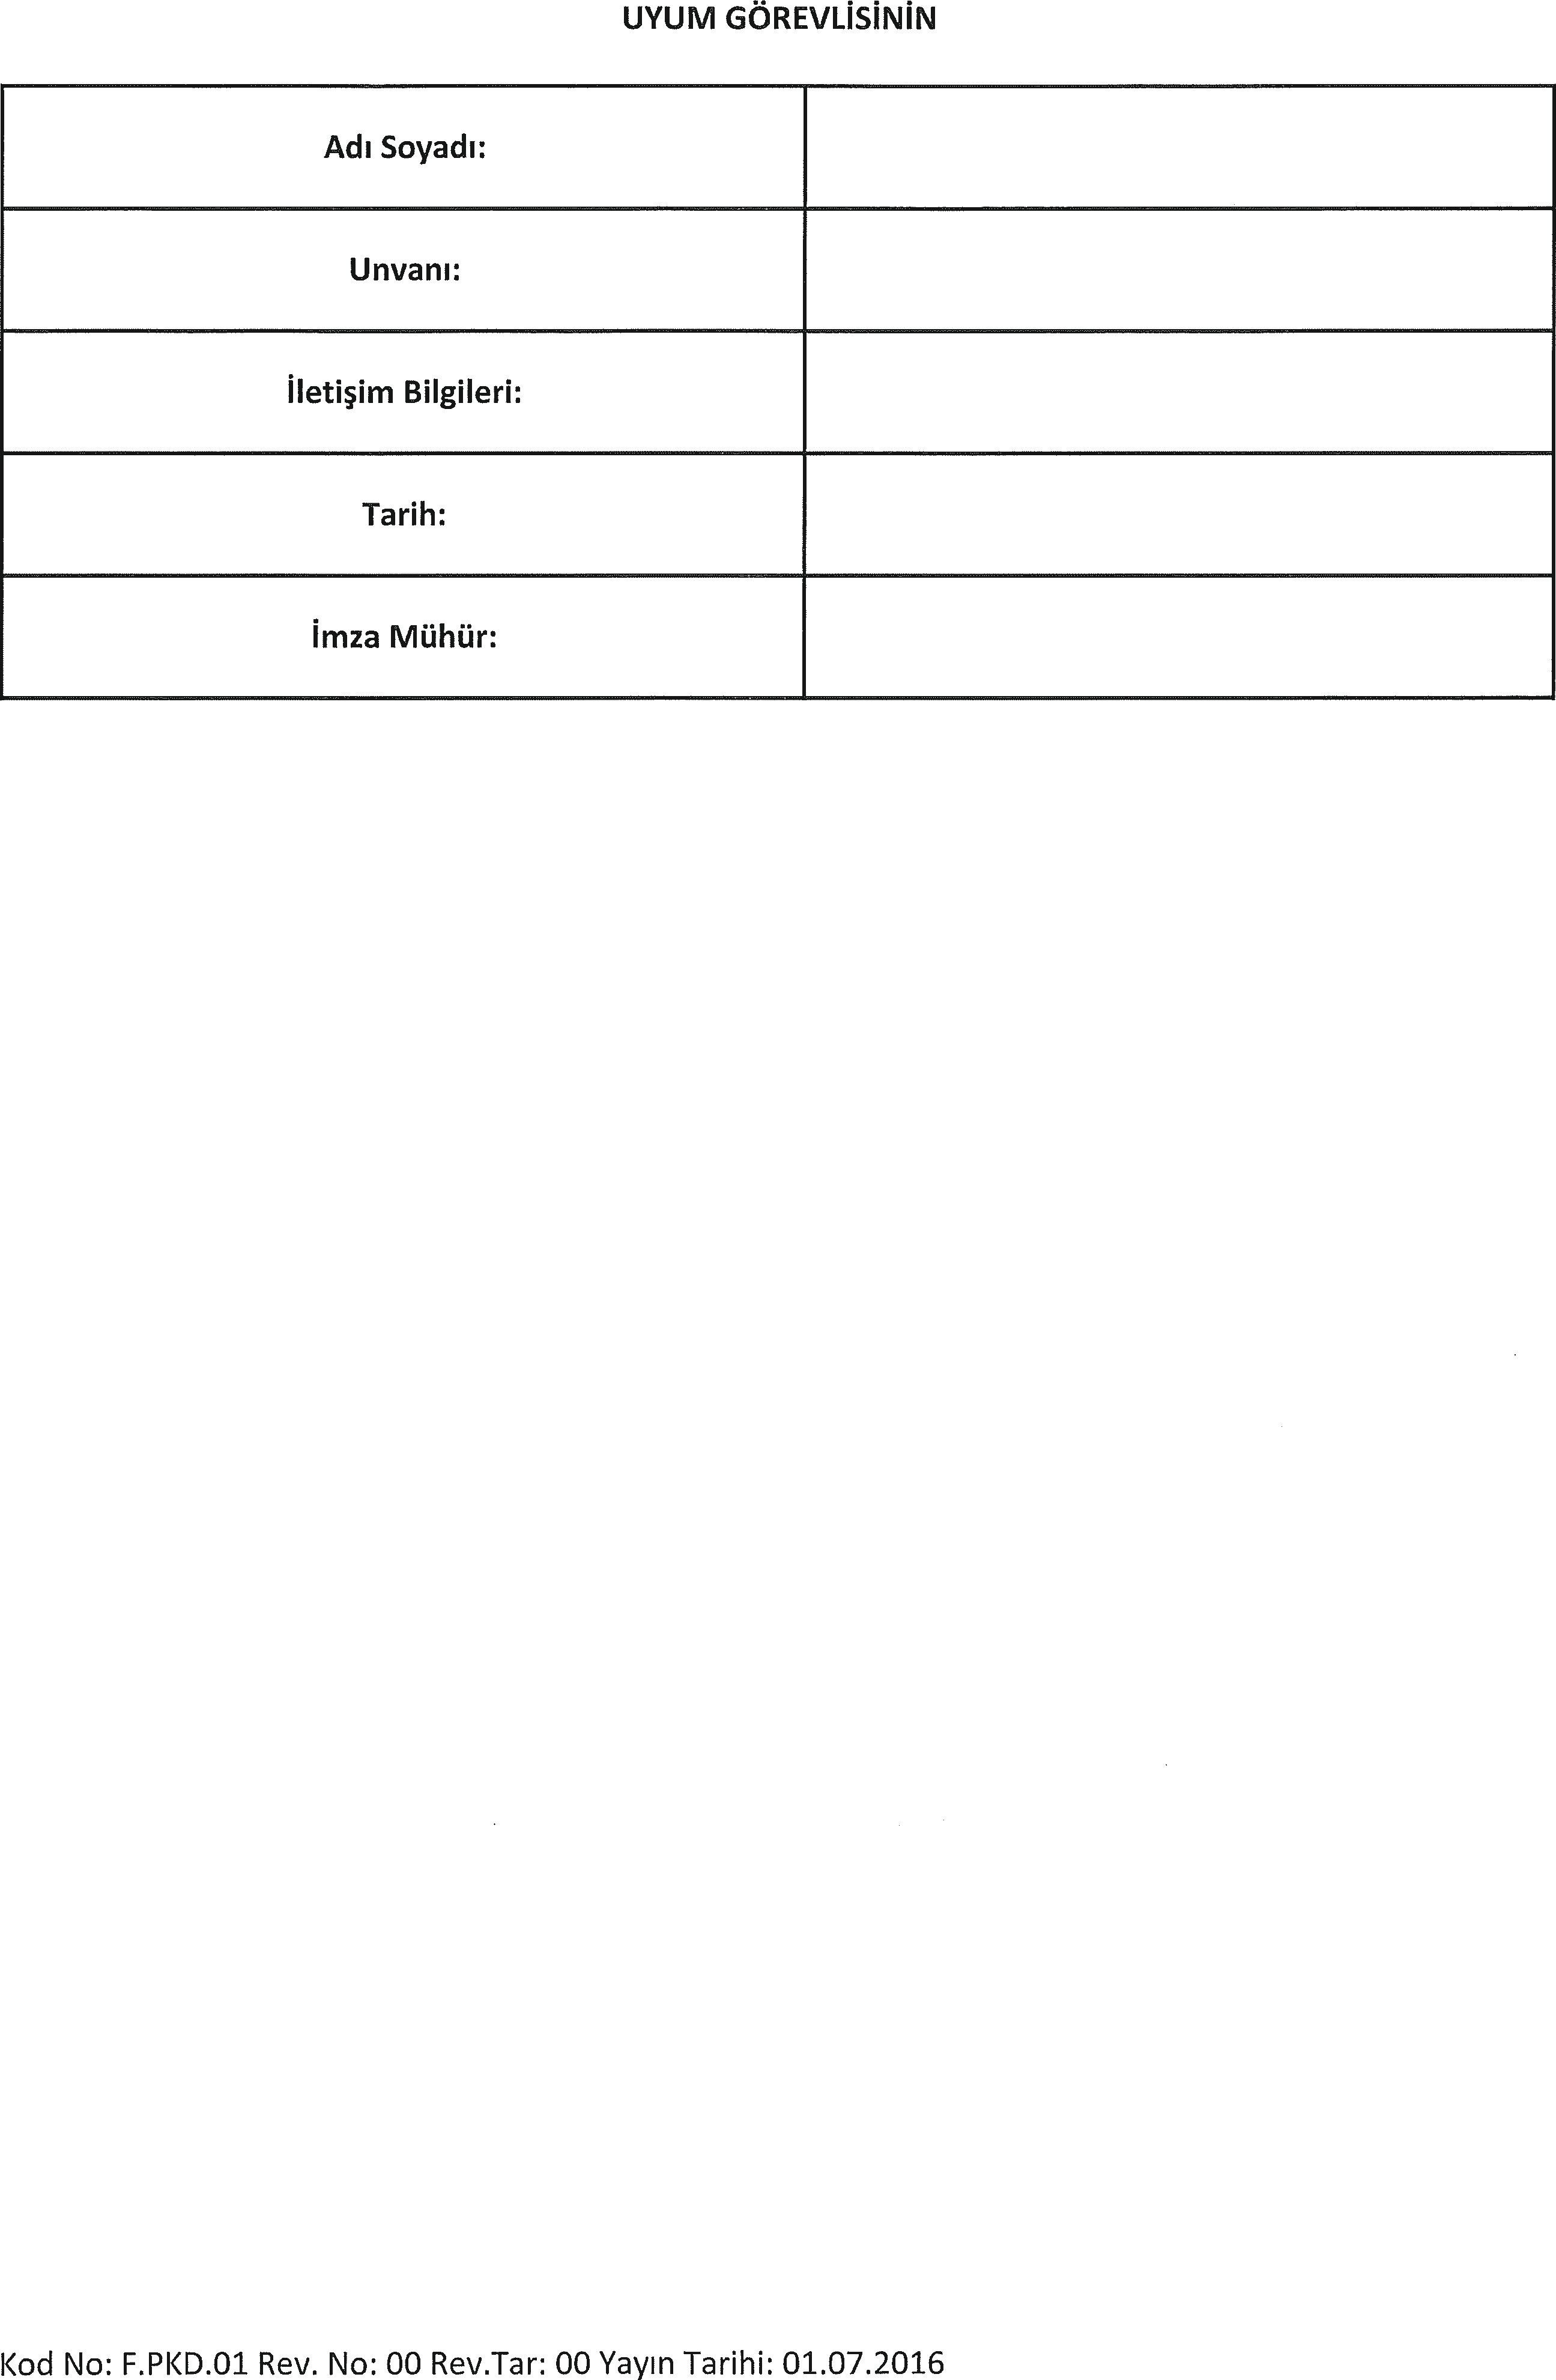 UYUM GÖREVLİSİNİN
Adı Soyadı:
Unvanı:
İletişim Bilgileri:
Tarih:
İmza Mühür:
Kod No: F.PKD.01 Rev. No: 00 Rev.Tar: 00 Yayın Tarihi: 01.07.2016